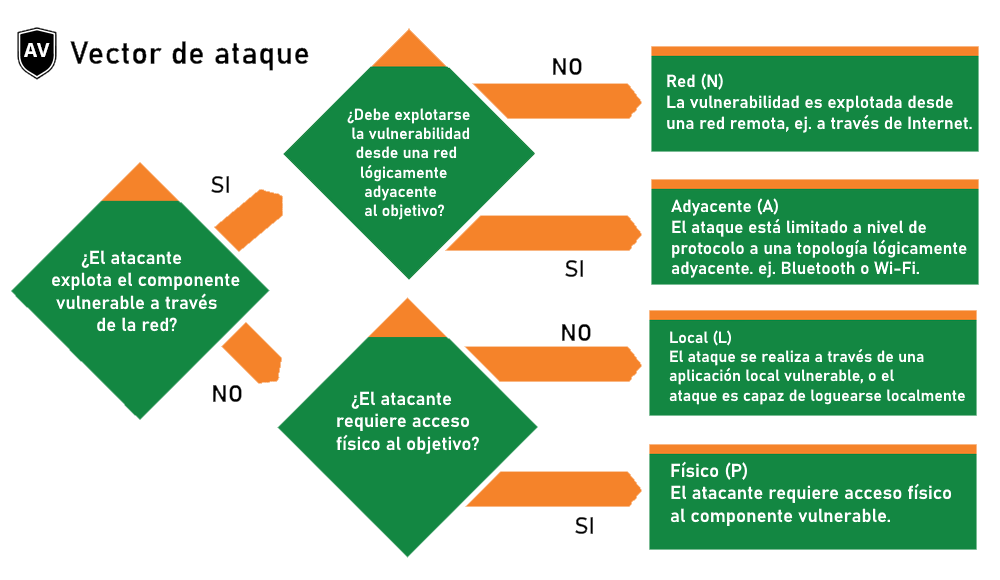 AV
Vector de ataque
¿El atacante
explota el componente
vulnerable a través
de la red?
SI
NO
¿Debe explotarse
la vulnerabilidad
desde una red
lógicamente
adyacente
al objetivo?
NO
SI
Red (N)
La vulnerabilidad es explotada desde
una red remota, ej. a través de Internet.
Adyacente (A)
El ataque está limitado a nivel de
protocolo a una topología lógicamente
adyacente. ej. Bluetooth o Wi-Fi.
¿El atacante
requiere acceso
físico al objetivo?
NO
SI
Local (L)
El ataque se realiza a través de una
aplicación local vulnerable, o el
ataque es capaz de loguearse localmente
Físico (P)
El atacante requiere acceso físico
al componente vulnerable.